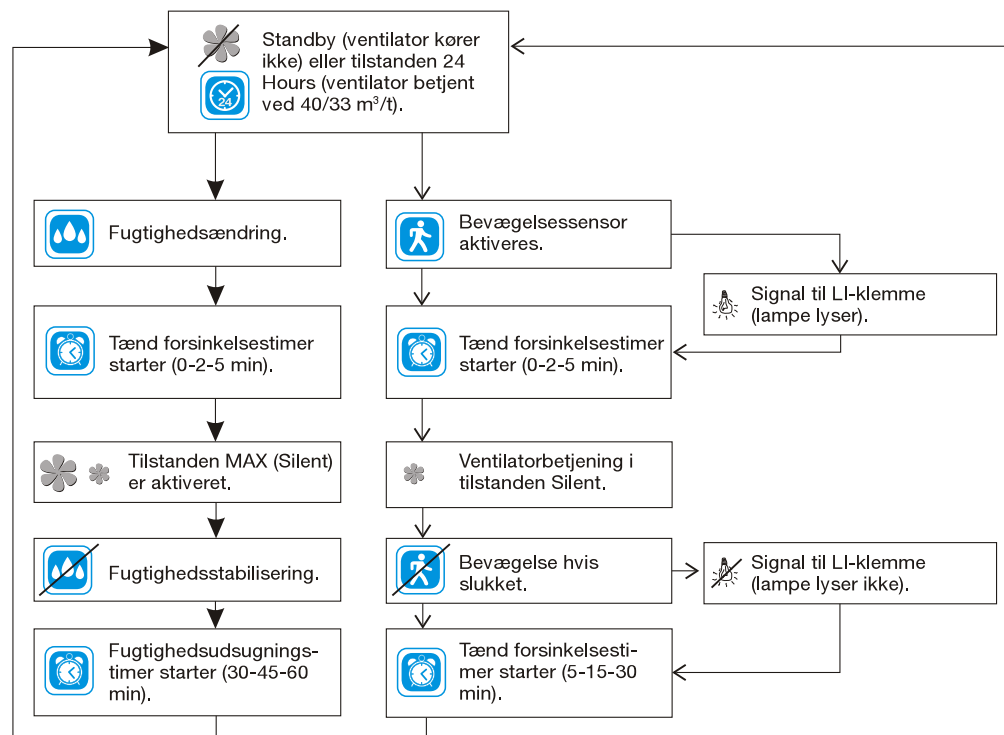 Standby (ventilator kører
ikke) eller tilstanden 24
Hours (ventilator betjent
ved 40/33 m³/t).
24
Fugtighedsændring.
Bevægelsessensor
aktiveres.
Signal til LI-klemme
(lampe lyser).
Tænd forsinkelsestimer
starter (0-2-5 min).
Tænd forsinkelsestimer
starter (0-2-5 min).
Tilstanden MAX (Silent)
er aktiveret.
Ventilatorbetjening i
tilstanden Silent.
Fugtighedsstabilisering.
Bevægelse hvis
slukket.
Signal til LI-klemme
(lampe lyser ikke).
Fugtighedsudsugnings-
timer starter (30-45-60
min).
Tænd forsinkelsesti-
mer starter (5-15-30
min).